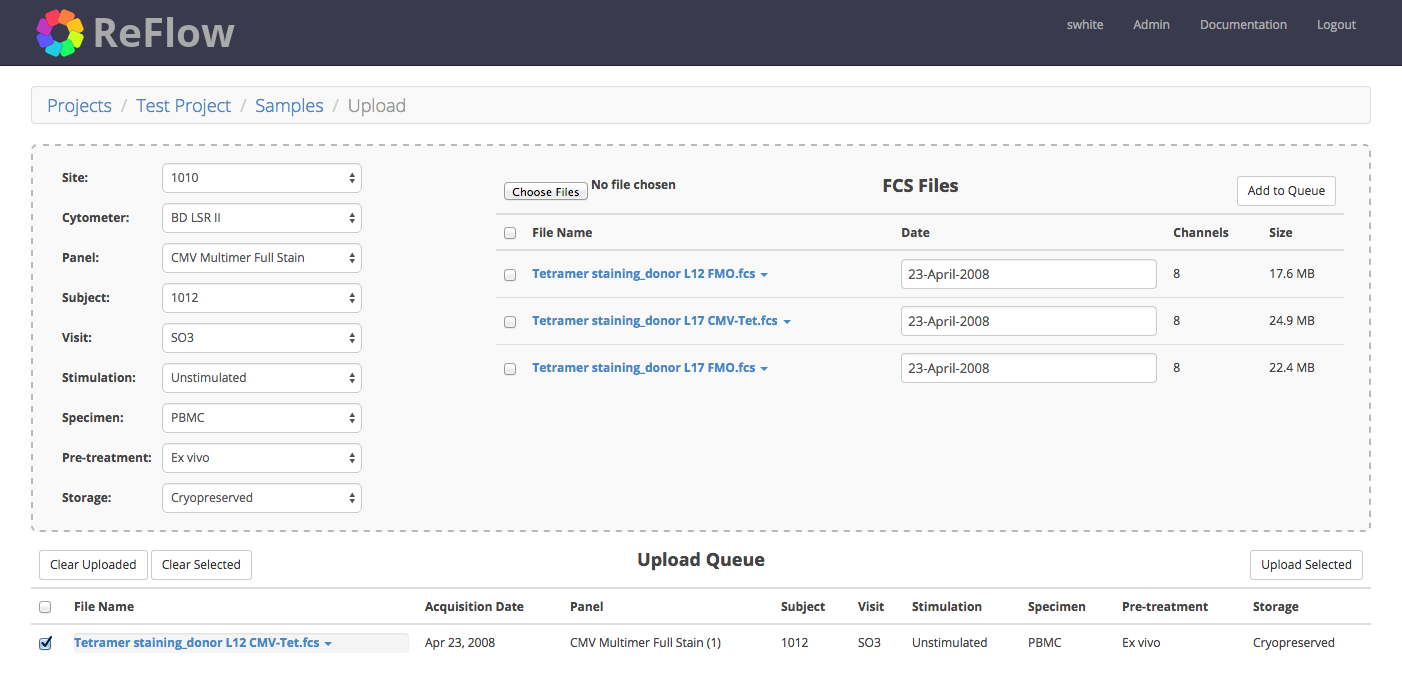 ReFlow
swhite Admin Documentation Logout
Projects / Test Project / Samples / Upload
Site: 1010
Cytometer: BD LSR II
Panel: CMV Multimer Full Stain
Subject: 1012
Visit: SO3
Stimulation: Unstimulated
Specimen: PBMC
Pre-treatment: Ex vivo
Storage: Cryopreserved
Choose Files No file chosen FCS Files Add to Queue
File Name Date Channels Size
Tetramer staining_donor L12 FMO.fcs 23-April-2008 8 17.6 MB
Tetramer staining_donor L17 CMV-Tet.fcs 23-April-2008 8 24.9 MB
Tetramer staining_donor L17 FMO.fcs 23-April-2008 8 22.4 MB
Clear Uploaded Clear Selected Upload Queue Upload Selected
File Name Acquisition Date Panel Subject Visit Stimulation Specimen Pre-treatment Storage
Tetramer staining_donor L12 CMV-Tet.fcs Apr 23, 2008 CMV Multimer Full Stain (1) 1012 SO3 Unstimulated PBMC Ex vivo Cryopreserved